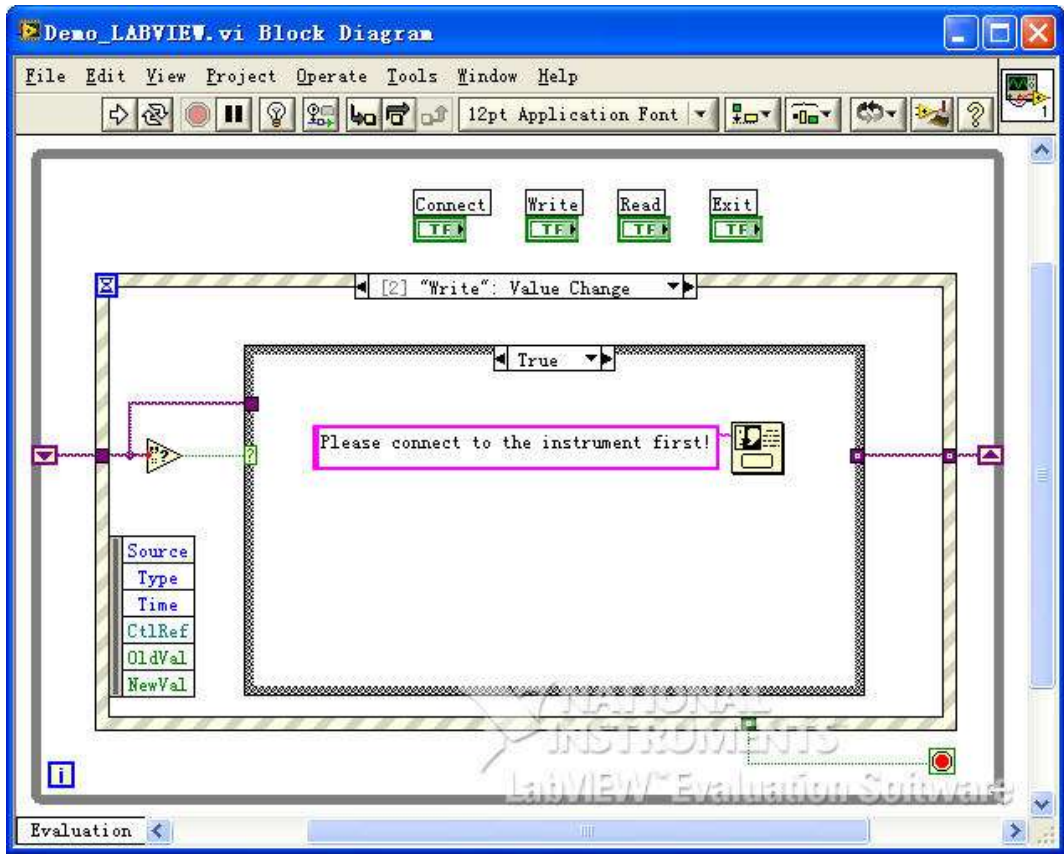 Demo_LABVIEW.vi Block Diagram
File Edit View Project Operate Tools Window Help
12pt Application Font
1
Connect Write Read Exit
TF TF TF TF
[2] "Write": Value Change
True
Please connect to the instrument first!
"?
?
Source
Type
Time
CtlRef
OldVal
NewVal
NATIONAL
INSTRUMENTS
LabVIEW™ Evaluation Software
i
Evaluation